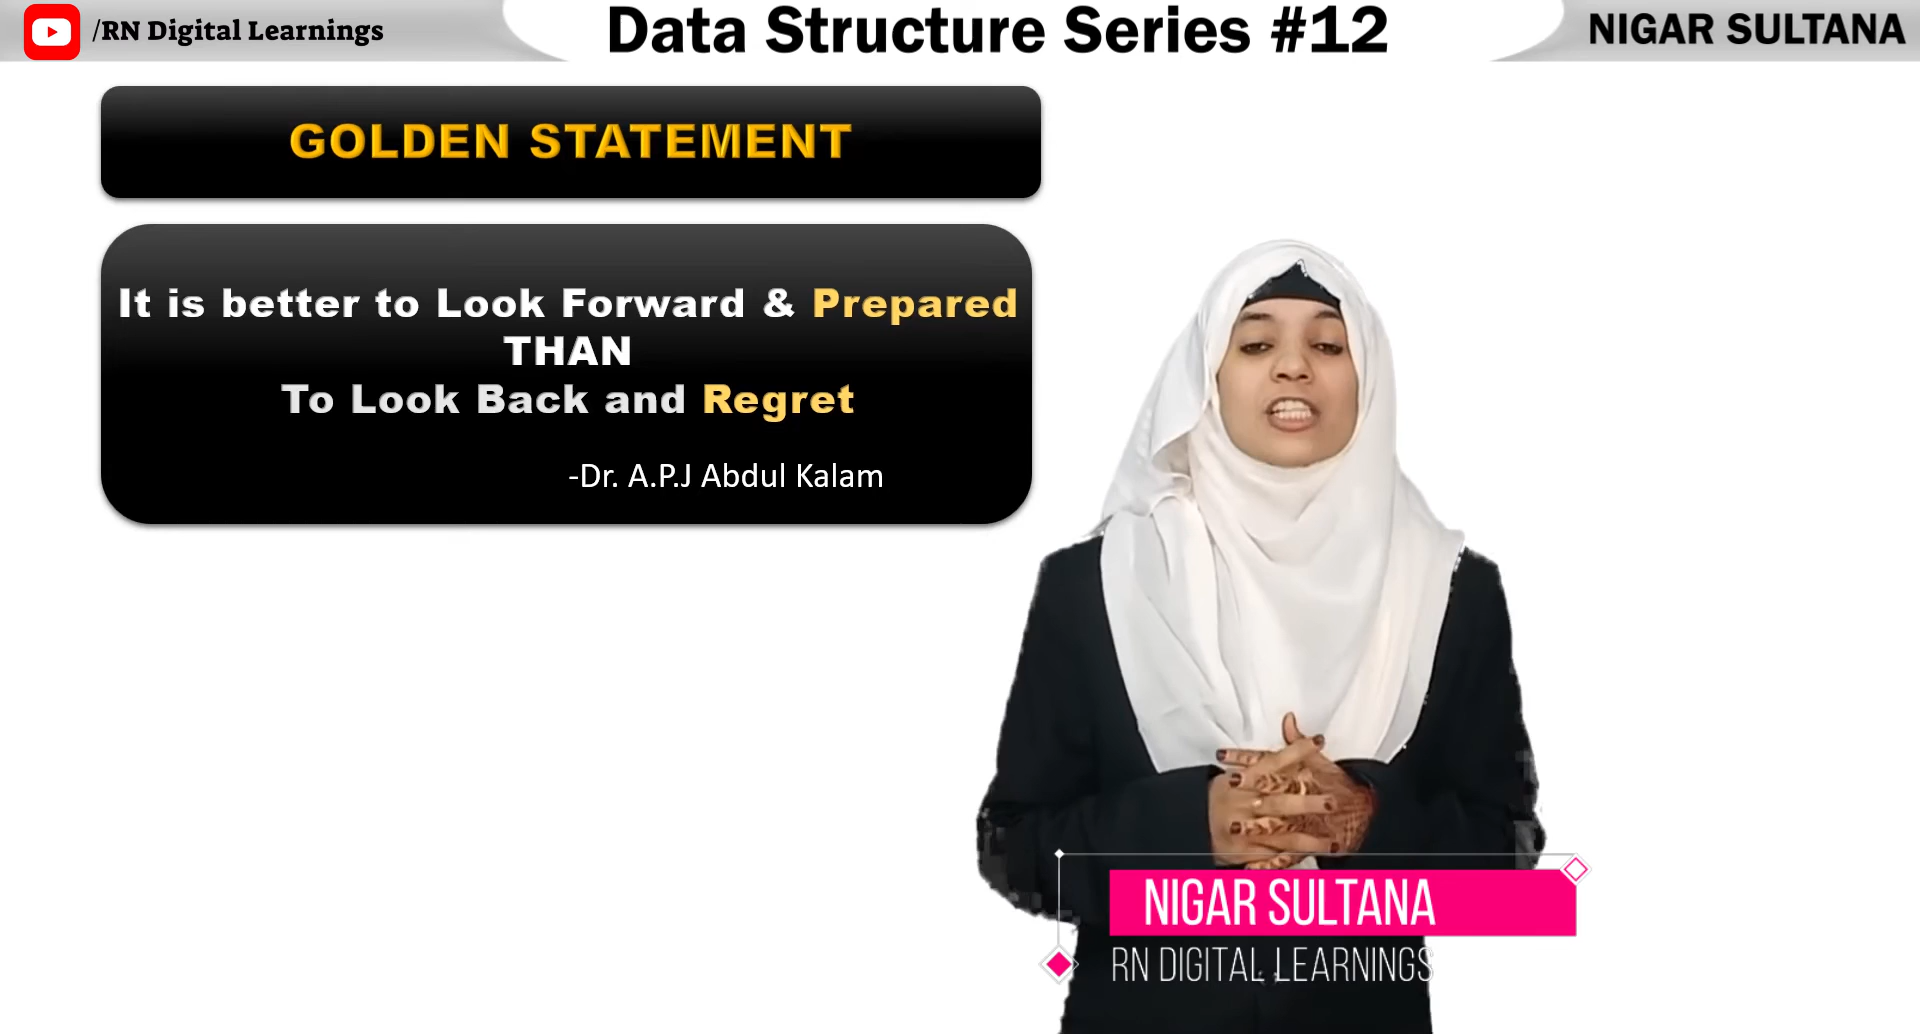 /RN Digital Learnings
Data Structure Series #12
NIGAR SULTANA
GOLDEN STATEMENT
It is better to Look Forward & Prepared
THAN
To Look Back and Regret
-Dr. A.P.J Abdul Kalam
NIGAR SULTANA
RN DIGITAL LEARNINGS